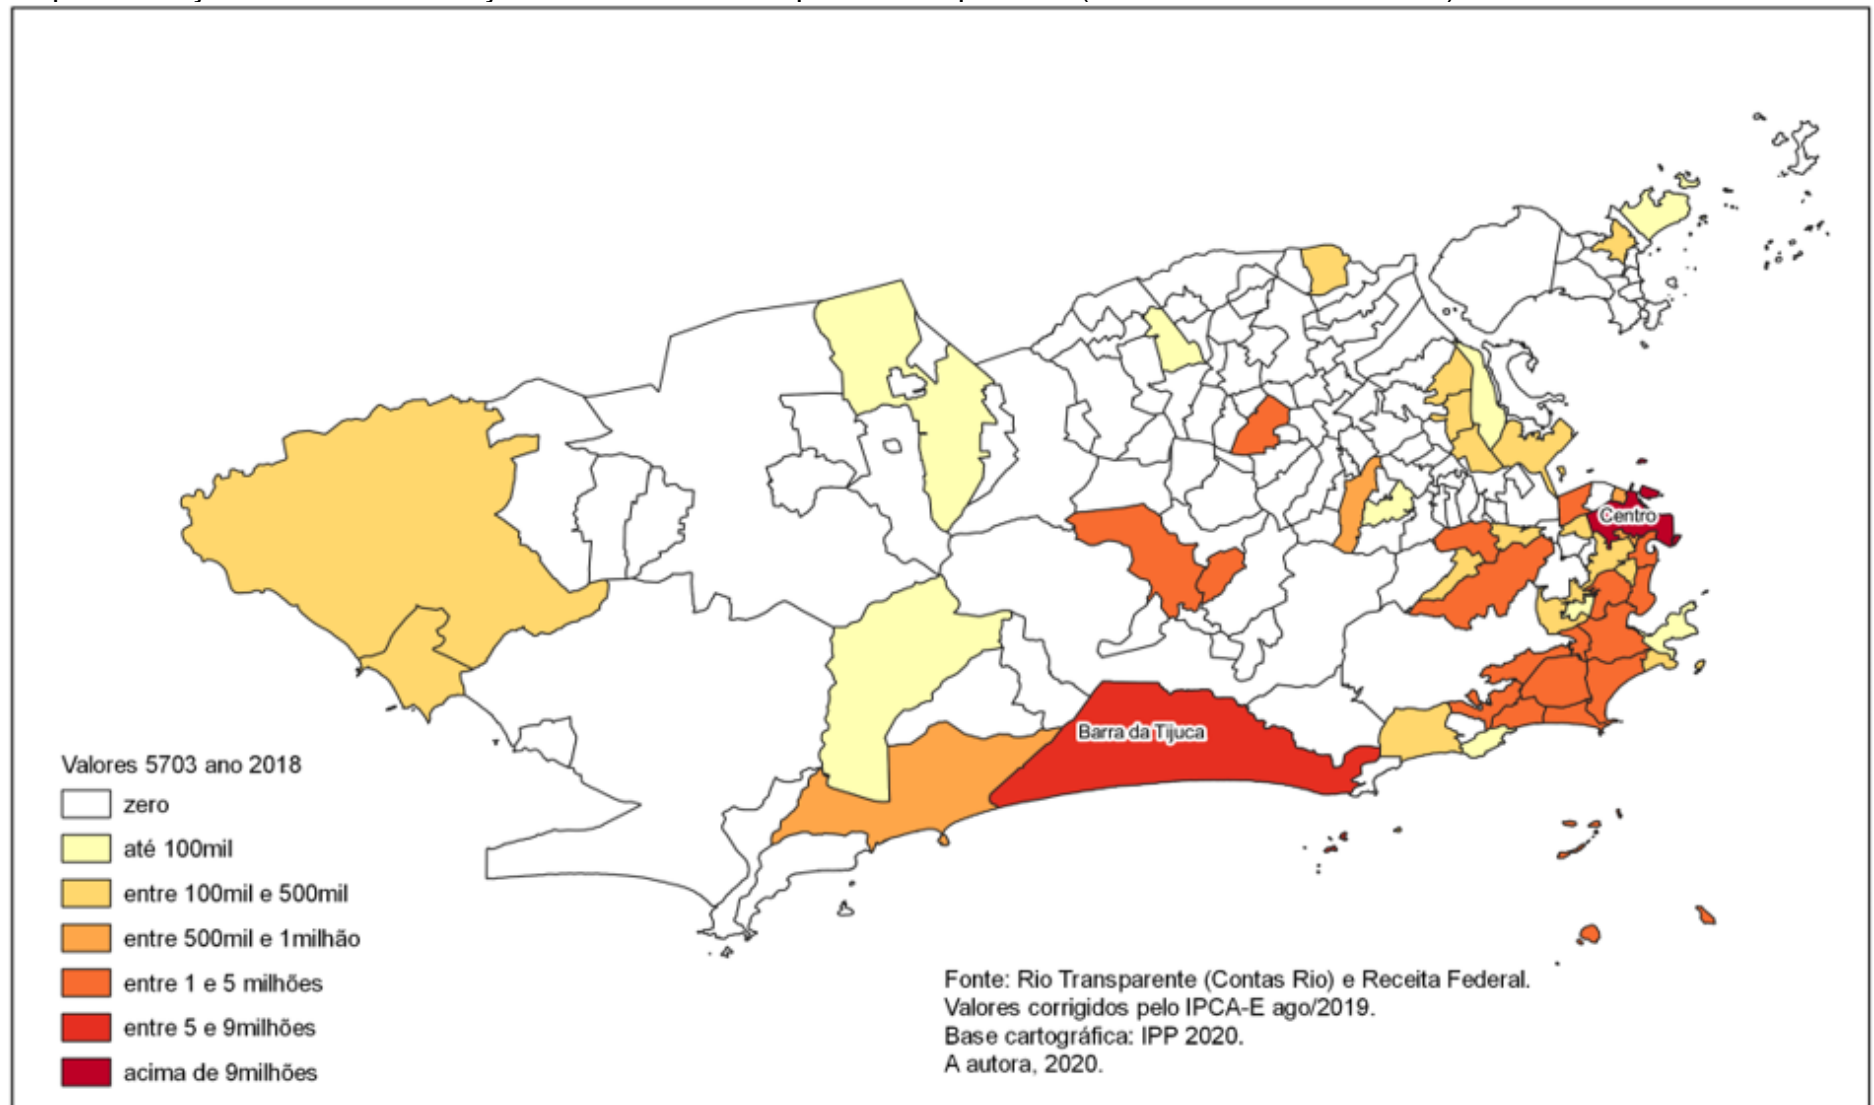 Centro
Barra da Tijuca
Valores 5703 ano 2018
zero
até 100mil
entre 100mil e 500mil
entre 500mil e 1milhão
entre 1 e 5 milhões
entre 5 e 9milhões
acima de 9milhões
Fonte: Rio Transparente (Contas Rio) e Receita Federal.
Valores corrigidos pelo IPCA-E ago/2019.
Base cartográfica: IPP 2020.
A autora, 2020.